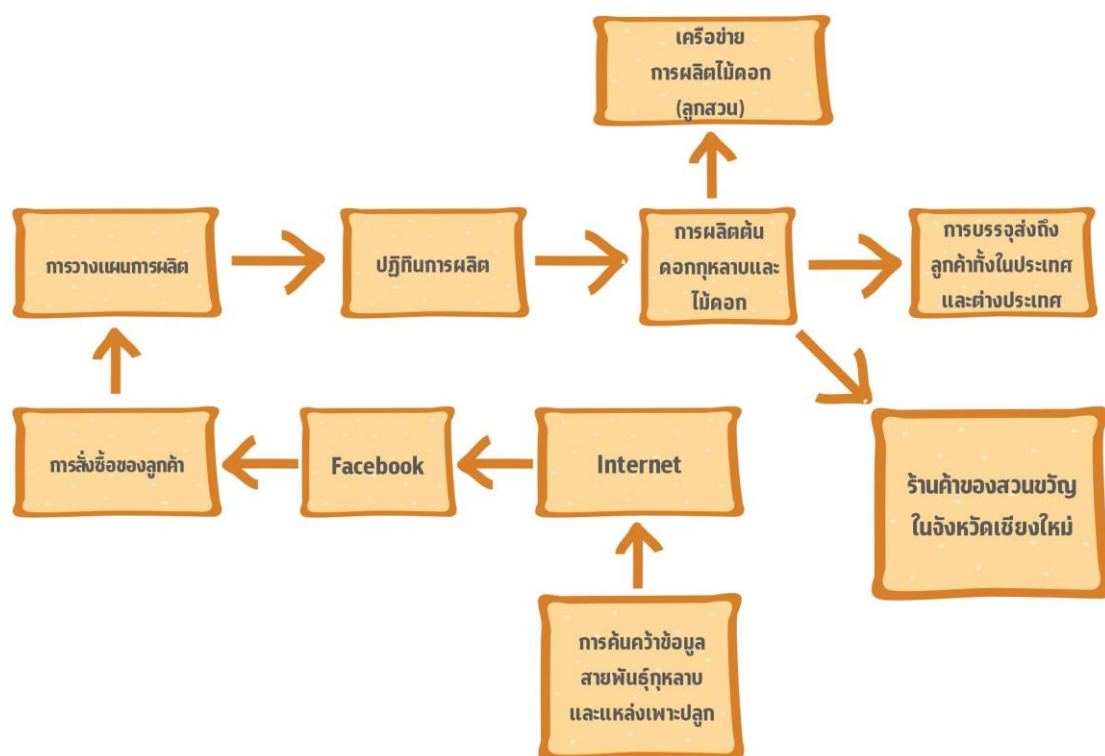 เครือข่าย
การผลิตไม้ดอก
(ลูกสวน)
การวางแผนการผลิต
ปฏิทินการผลิต
การผลิตต้น
ดอกกุหลาบและ
ไม้ดอก
การบรรจุส่งถึง
ลูกค้าทั้งในประเทศ
และต่างประเทศ
การสั่งซื้อของลูกค้า
Facebook
Internet
ร้านค้าของสวนขวัญ
ในจังหวัดเชียงใหม่
การค้นคว้าข้อมูล
สายพันธุ์กุหลาบ
และแหล่งเพาะปลูก